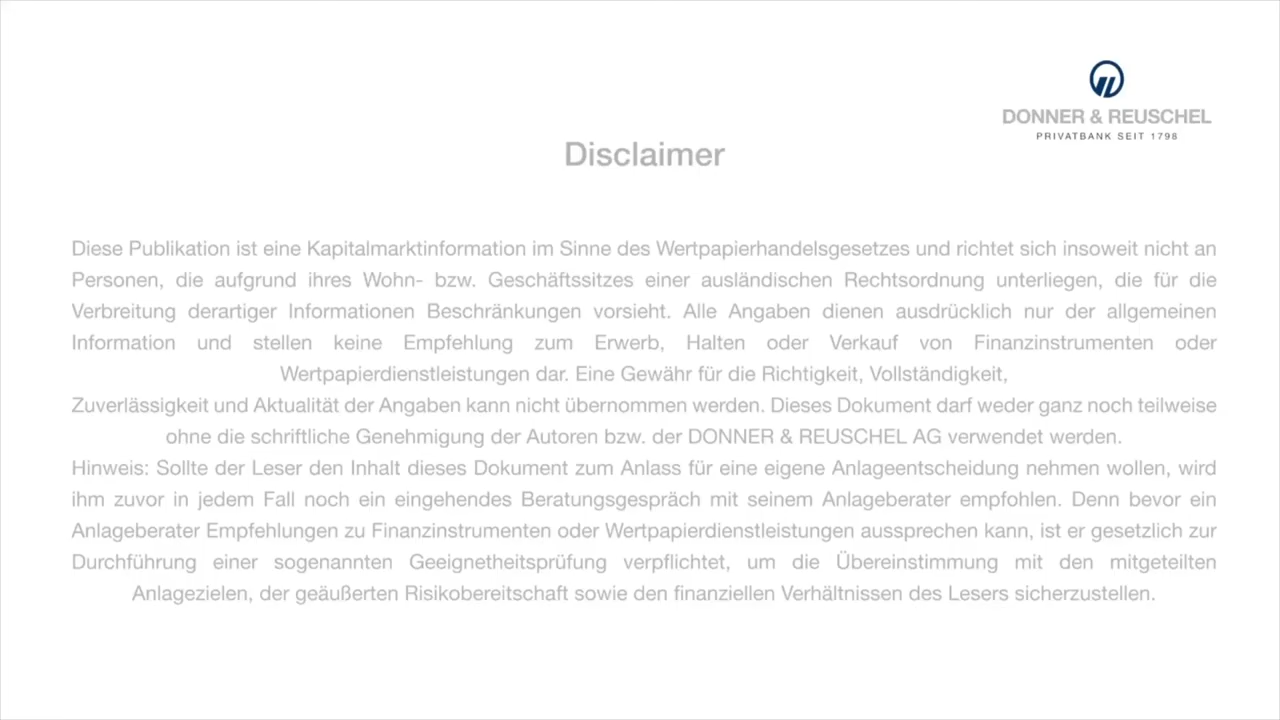 DONNER & REUSCHEL
PRIVATBANK SEIT 1798
Disclaimer
Diese Publikation ist eine Kapitalmarktinformation im Sinne des Wertpapierhandelsgesetzes und richtet sich insoweit nicht an
Personen, die aufgrund ihres Wohn- bzw. Geschäftssitzes einer ausländischen Rechtsordnung unterliegen, die für die
Verbreitung derartiger Informationen Beschränkungen vorsieht. Alle Angaben dienen ausdrücklich nur der allgemeinen
Information und stellen keine Empfehlung zum Erwerb, Halten oder Verkauf von Finanzinstrumenten oder
Wertpapierdienstleistungen dar. Eine Gewähr für die Richtigkeit, Vollständigkeit,
Zuverlässigkeit und Aktualität der Angaben kann nicht übernommen werden. Dieses Dokument darf weder ganz noch teilweise
ohne die schriftliche Genehmigung der Autoren bzw. der DONNER & REUSCHEL AG verwendet werden.
Hinweis: Sollte der Leser den Inhalt dieses Dokument zum Anlass für eine eigene Anlageentscheidung nehmen wollen, wird
ihm zuvor in jedem Fall noch ein eingehendes Beratungsgespräch mit seinem Anlageberater empfohlen. Denn bevor ein
Anlageberater Empfehlungen zu Finanzinstrumenten oder Wertpapierdienstleistungen aussprechen kann, ist er gesetzlich zur
Durchführung einer sogenannten Geeignetheitsprüfung verpflichtet, um die Übereinstimmung mit den mitgeteilten
Anlagezielen, der geäußerten Risikobereitschaft sowie den finanziellen Verhältnissen des Lesers sicherzustellen.